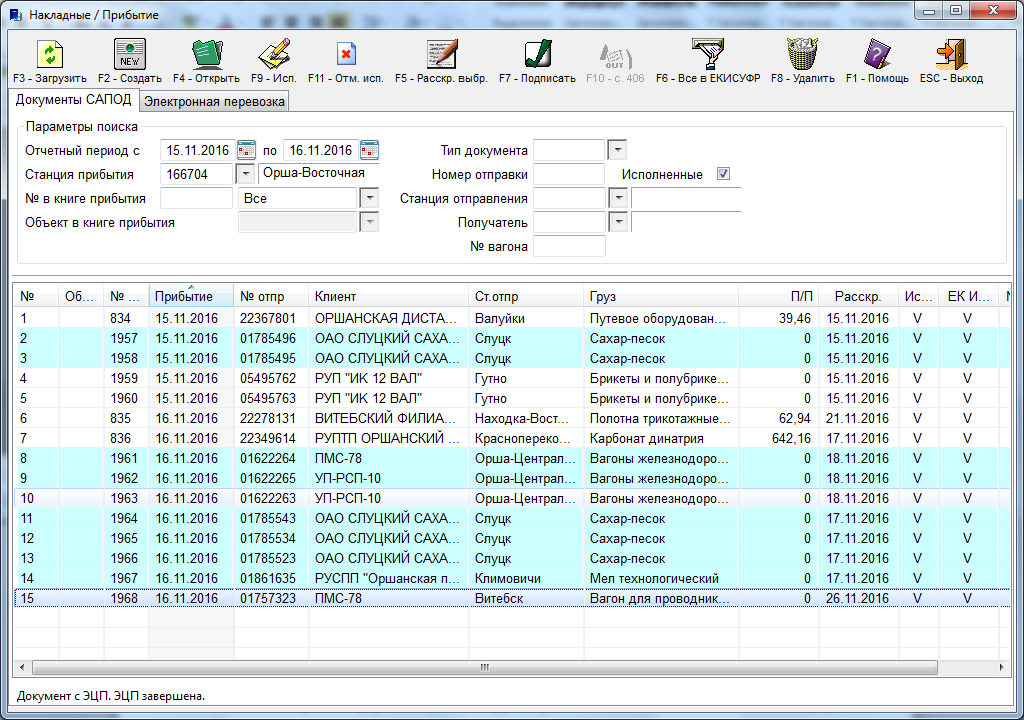 Накладные / Прибытие
F3 - Загрузить F2 - Создать F4 - Открыть F9 - Исп. F11 - Отм. исп. F5 - Расскр. выбр. F7 - Подписать F10 - с. 406 F6 - Все в ЕКИСУФР F8 - Удалить F1 - Помощь ESC - Выход
Документы САПОД Электронная перевозка
Параметры поиска
Отчетный период с 15.11.2016 по 16.11.2016 Тип документа
Станция прибытия 166704 Орша-Восточная Номер отправки Исполненные
№ в книге прибытия Все Станция отправления
Объект в книге прибытия Получатель
№ вагона
№ Об... № ... Прибытие № отпр Клиент Ст.отпр Груз П/П Расскр. Ис... ЕК И...
1 834 15.11.2016 22367801 ОРШАНСКАЯ ДИСТА... Валуйки Путевое оборудован... 39,46 15.11.2016 V V
2 1957 15.11.2016 01785496 ОАО СЛУЦКИЙ САХА... Слуцк Сахар-песок 0 15.11.2016 V V
3 1958 15.11.2016 01785495 ОАО СЛУЦКИЙ САХА... Слуцк Сахар-песок 0 15.11.2016 V V
4 1959 15.11.2016 05495762 РУП "ИК 12 ВАЛ" Гутно Брикеты и полубрике... 0 15.11.2016 V V
5 1960 15.11.2016 05495763 РУП "ИК 12 ВАЛ" Гутно Брикеты и полубрике... 0 15.11.2016 V V
6 835 16.11.2016 22278131 ВИТЕБСКИЙ ФИЛИА... Находка-Вост... Полотна трикотажные... 62,94 21.11.2016 V V
7 836 16.11.2016 22349614 РУПТП ОРШАНСКИЙ ... Краснопереко... Карбонат динатрия 642,16 17.11.2016 V V
8 1961 16.11.2016 01622264 ПМС-78 Орша-Централ... Вагоны железнодоро... 0 18.11.2016 V V
9 1962 16.11.2016 01622265 УП-РСП-10 Орша-Централ... Вагоны железнодоро... 0 18.11.2016 V V
10 1963 16.11.2016 01622263 УП-РСП-10 Орша-Централ... Вагоны железнодоро... 0 18.11.2016 V V
11 1964 16.11.2016 01785543 ОАО СЛУЦКИЙ САХА... Слуцк Сахар-песок 0 17.11.2016 V V
12 1965 16.11.2016 01785534 ОАО СЛУЦКИЙ САХА... Слуцк Сахар-песок 0 17.11.2016 V V
13 1966 16.11.2016 01785523 ОАО СЛУЦКИЙ САХА... Слуцк Сахар-песок 0 17.11.2016 V V
14 1967 16.11.2016 01861635 РУСПП "Оршанская п... Климовичи Мел технологический 0 17.11.2016 V V
15 1968 16.11.2016 01757323 ПМС-78 Витебск Вагон для проводник... 0 26.11.2016 V V
Документ с ЭЦП. ЭЦП завершена.